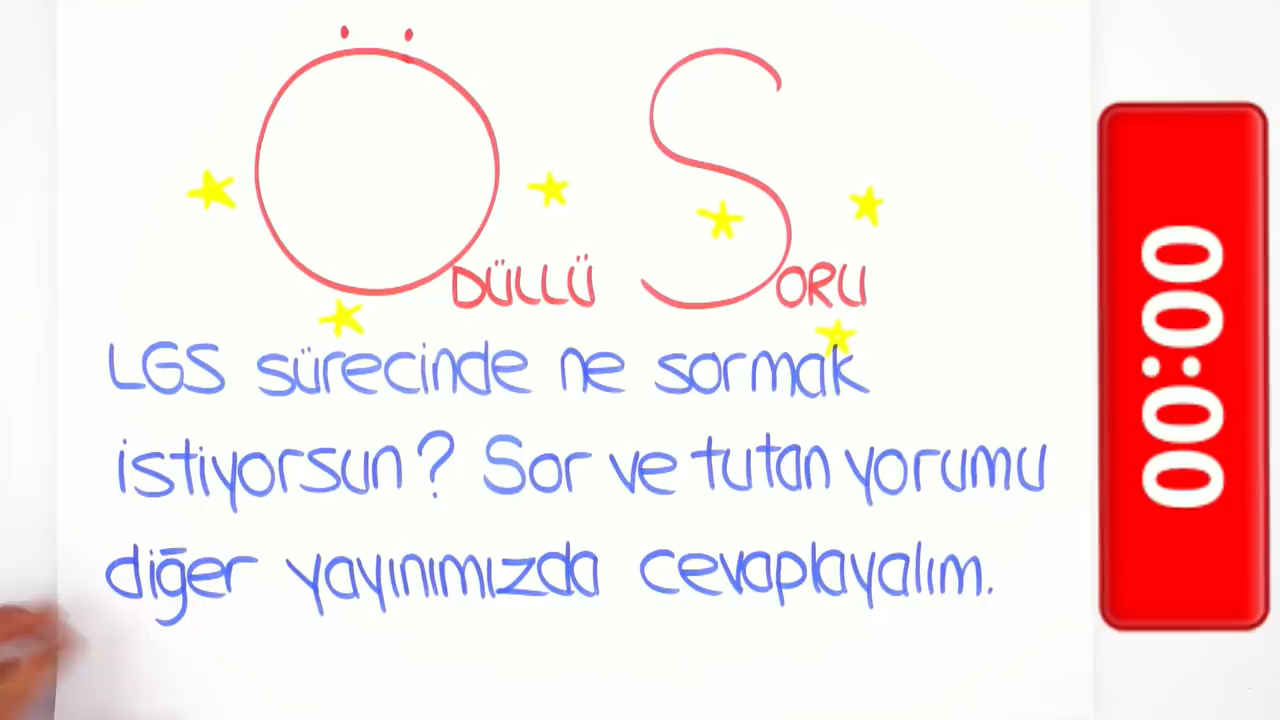 ÖDÜLLÜ SORU
LGS sürecinde ne sormak
istiyorsun? Sor ve tutan yorumu
diğer yayınımızda cevaplayalım.
00:00